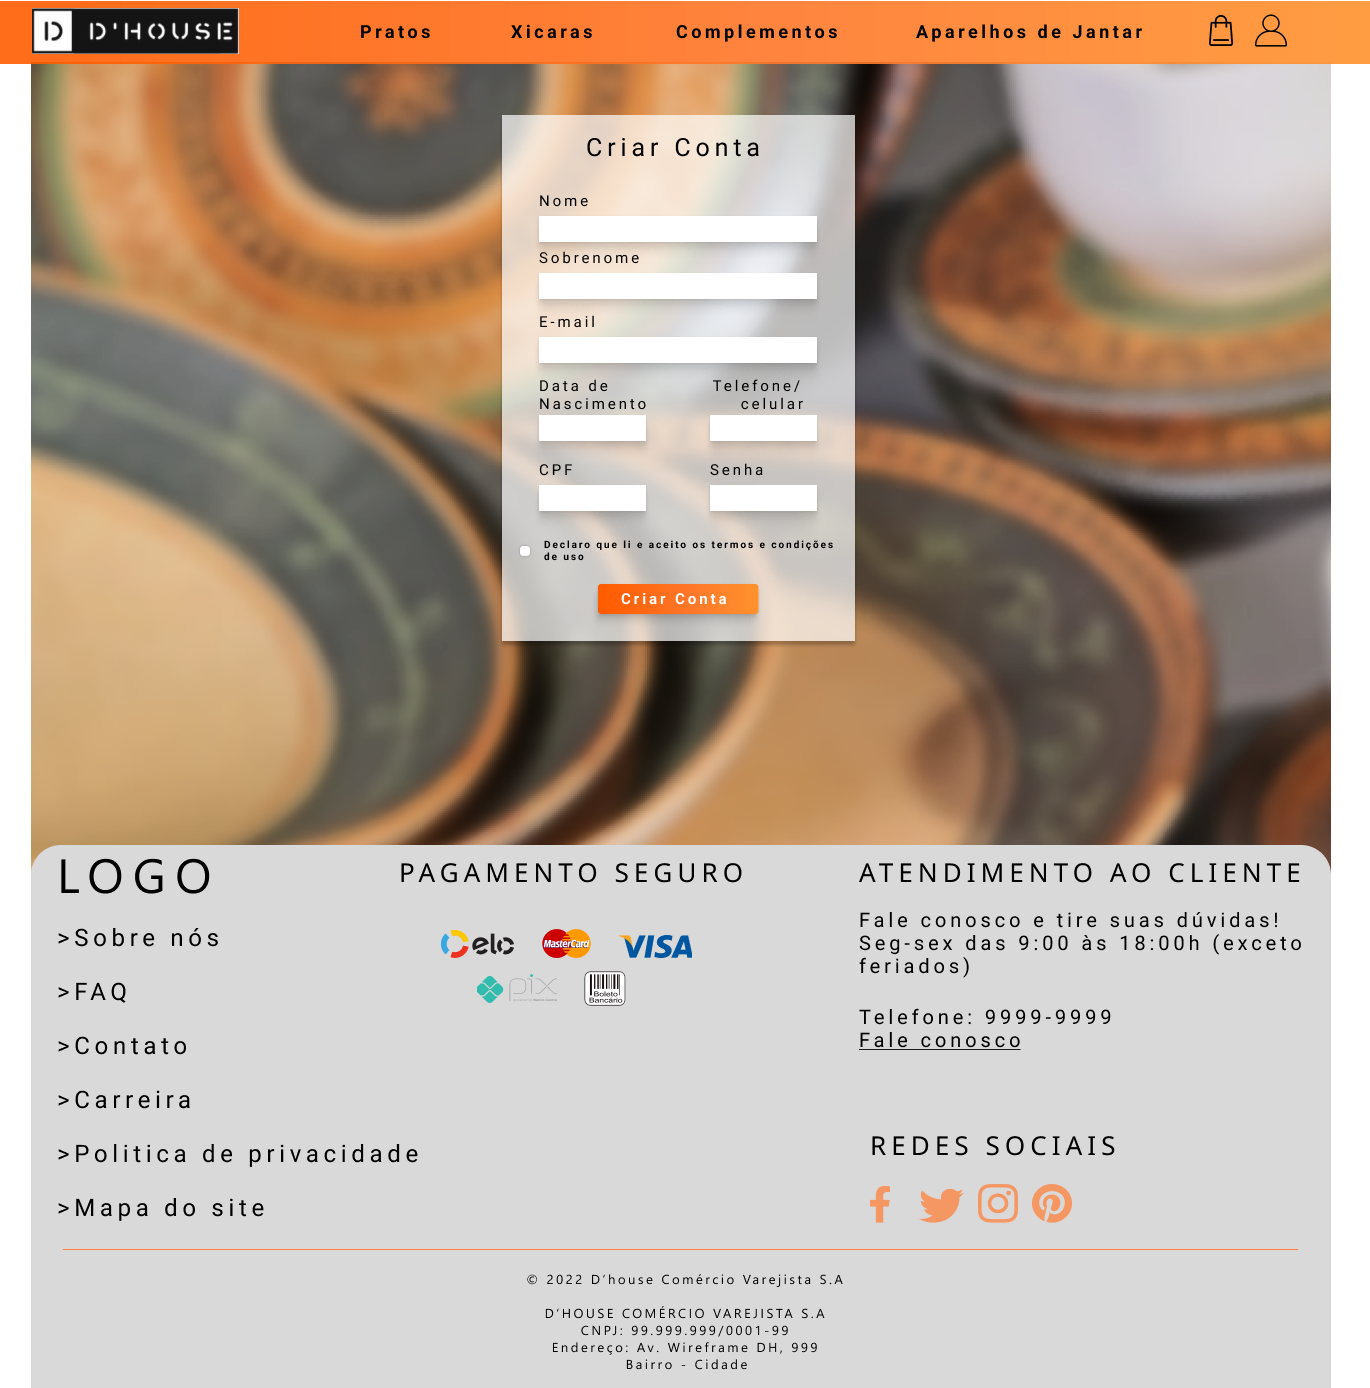 D D'HOUSE
Pratos Xicaras Complementos Aparelhos de Jantar
Criar Conta
Nome
Sobrenome
E-mail
Data de
Nascimento
Telefone/
celular
CPF Senha
Declaro que li e aceito os termos e condições
de uso
Criar Conta
LOGO
>Sobre nós
>FAQ
>Contato
>Carreira
>Politica de privacidade
>Mapa do site
PAGAMENTO SEGURO
elo MasterCard VISA
pix Boleto
Bancário
ATENDIMENTO AO CLIENTE
Fale conosco e tire suas dúvidas!
Seg-sex das 9:00 às 18:00h (exceto
feriados)
Telefone: 9999-9999
Fale conosco
REDES SOCIAIS
© 2022 D’house Comércio Varejista S.A
D’HOUSE COMÉRCIO VAREJISTA S.A
CNPJ: 99.999.999/0001-99
Endereço: Av. Wireframe DH, 999
Bairro - Cidade